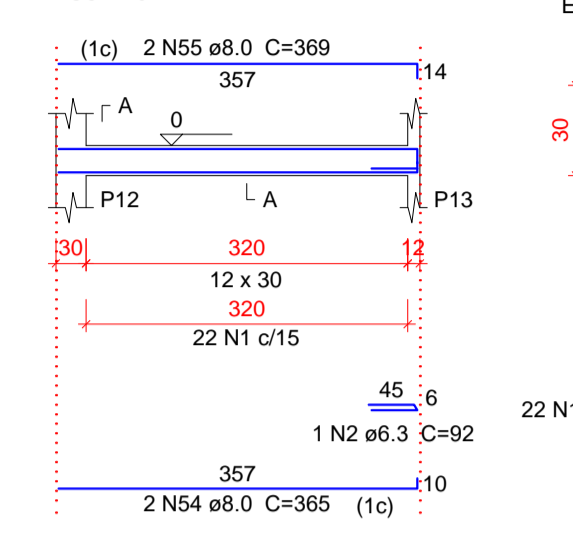 E
(1c) 2 N55 ø8.0 C=369
357
14
A
0
30
P12
A
P13
30
320
12
12 x 30
320
22 N1 c/15
45
6
22 N1
1 N2 ø6.3 C=92
357
10
2 N54 ø8.0 C=365 (1c)